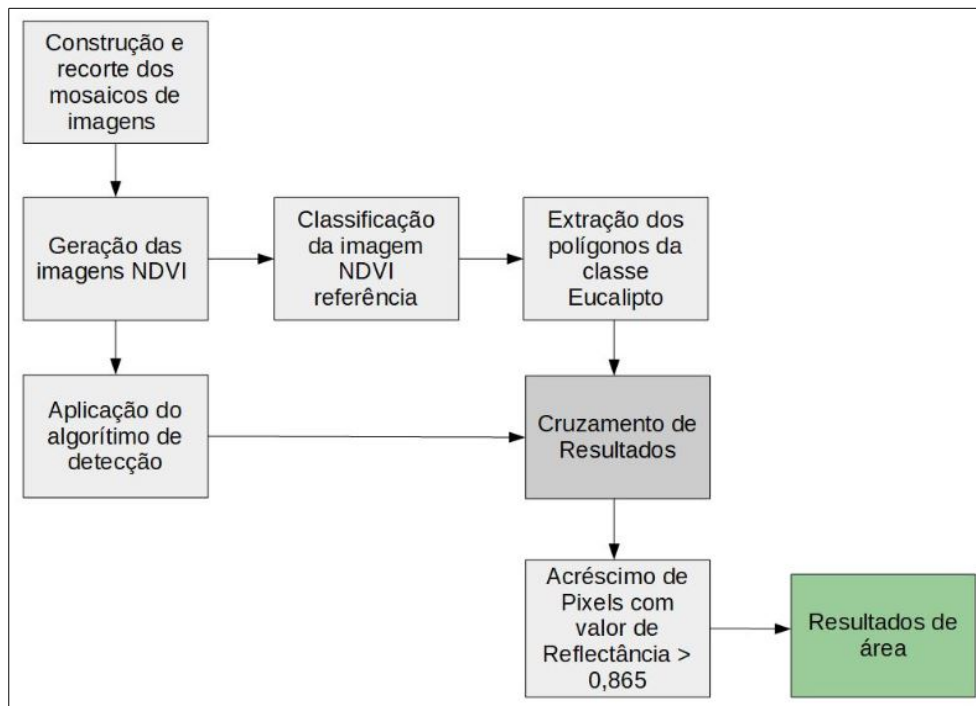 Construção e
recorte dos
mosaicos de
imagens
Geração das
imagens NDVI
Classificação
da imagem
NDVI
referência
Extração dos
polígonos da
classe
Eucalipto
Aplicação do
algorítimo de
detecção
Cruzamento de
Resultados
Acréscimo de
Pixels com
valor de
Reflectância >
0,865
Resultados de
área